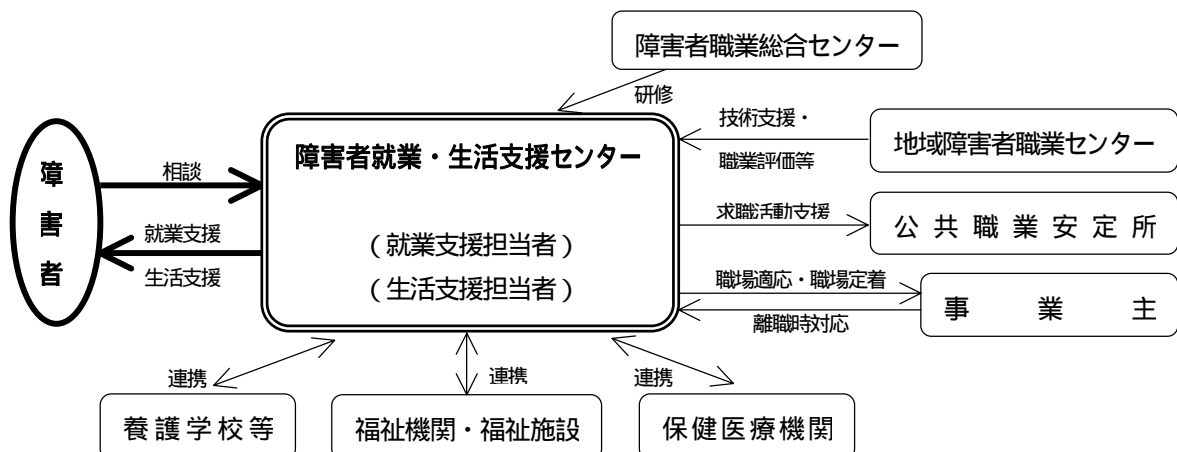 障害者職業総合センター
研修
技術支援・
職業評価等
地域障害者職業センター
障害者就業・生活支援センター
障害者
相談
就業支援
生活支援
（就業支援担当者）
（生活支援担当者）
求職活動支援
公共職業安定所
職場適応・職場定着
離職時対応
事業主
連携
連携
連携
養護学校等
福祉機関・福祉施設
保健医療機関